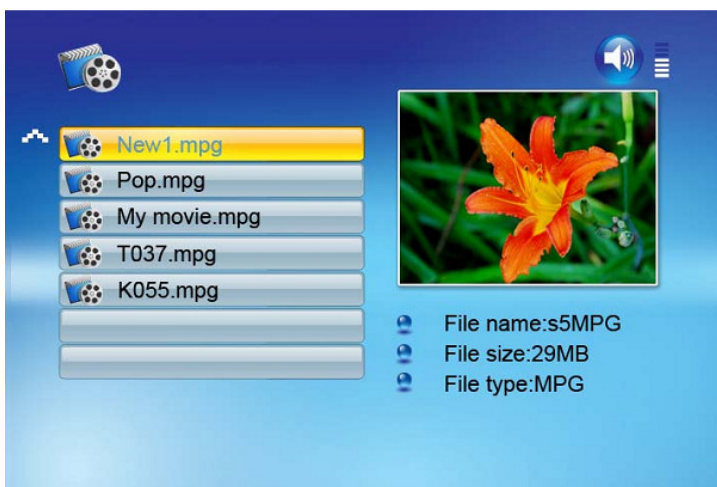 New1.mpg
Pop.mpg
My movie.mpg
T037.mpg
K055.mpg
File name:s5MPG
File size:29MB
File type:MPG